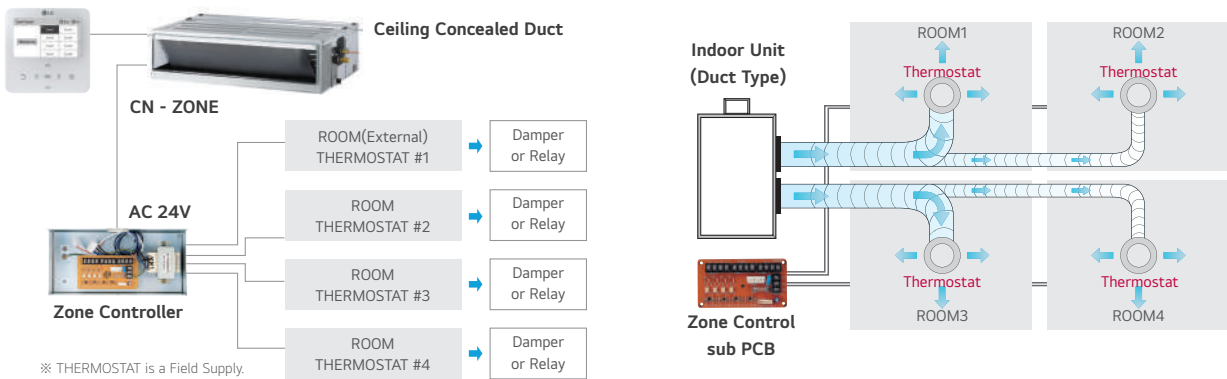 LG
Ceiling Concealed Duct
CN - ZONE
ROOM(External)
THERMOSTAT #1
Damper
or Relay
AC 24V
ROOM
THERMOSTAT #2
Damper
or Relay
ROOM
THERMOSTAT #3
Damper
or Relay
Zone Controller
ROOM
THERMOSTAT #4
Damper
or Relay
※ THERMOSTAT is a Field Supply.
Indoor Unit
(Duct Type)
ROOM1
Thermostat
ROOM2
Thermostat
Thermostat
ROOM3
Thermostat
ROOM4
Zone Control
sub PCB